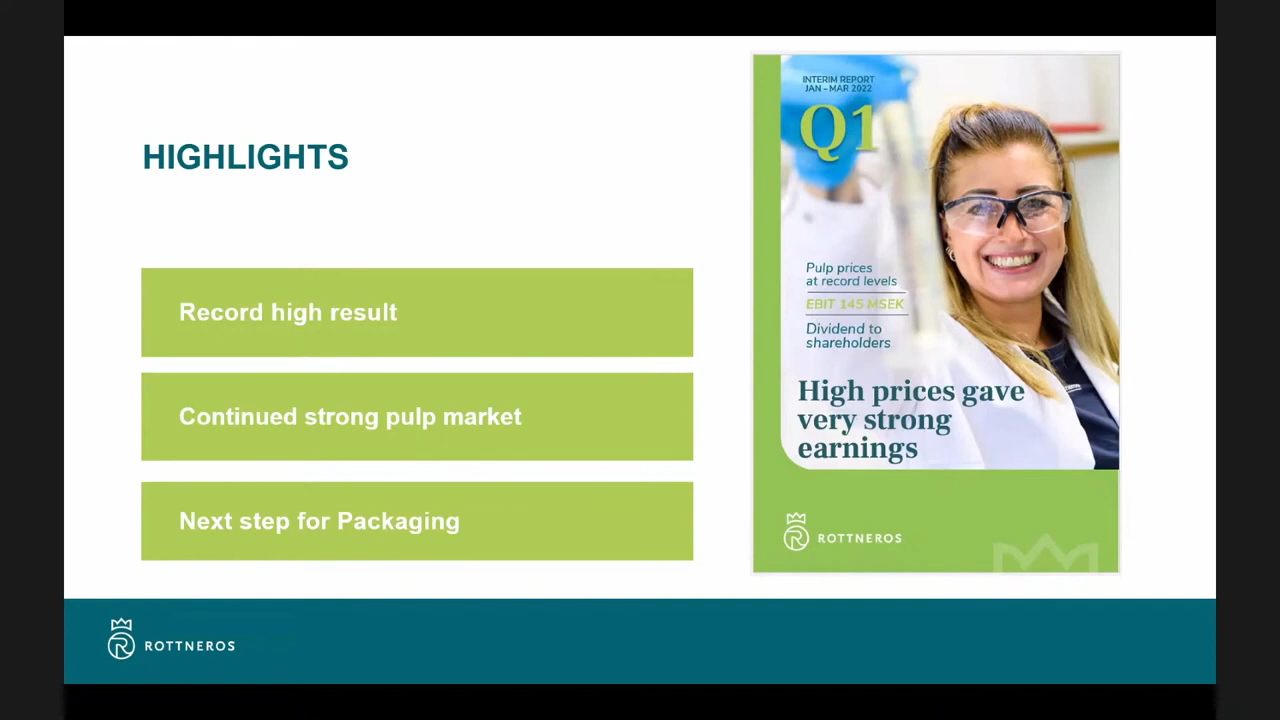 HIGHLIGHTS
Record high result
Continued strong pulp market
Next step for Packaging
INTERIM REPORT
JAN – MAR 2022
Q1
Pulp prices
at record levels
EBIT 145 MSEK
Dividend to
shareholders
High prices gave
very strong
earnings
ROTTNEROS
ROTTNEROS